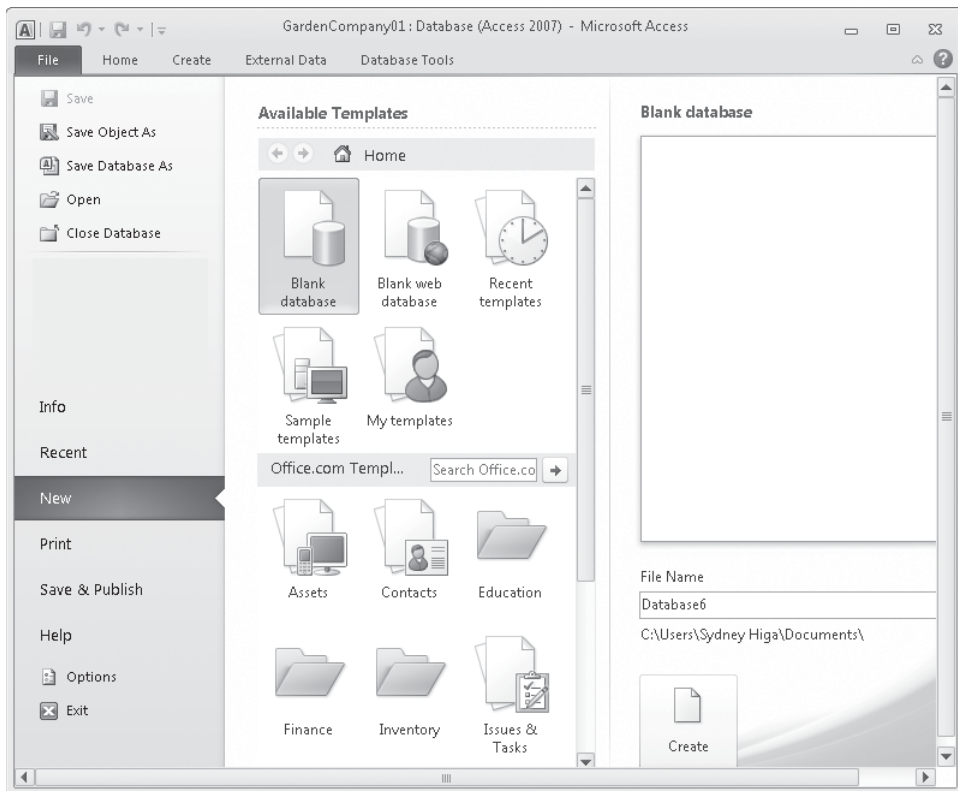 GardenCompany01 : Database (Access 2007) - Microsoft Access
File Home Create External Data Database Tools
Save
Save Object As
Save Database As
Open
Close Database
Info
Recent
New
Print
Save & Publish
Help
Options
Exit
Available Templates
Home
Blank
database
Blank web
database
Recent
templates
Sample
templates
My templates
Office.com Templ... Search Office.co
Assets
Contacts
Education
Finance
Inventory
Issues &
Tasks
Blank database
File Name
Database6
C:\Users\Sydney Higa\Documents\
Create